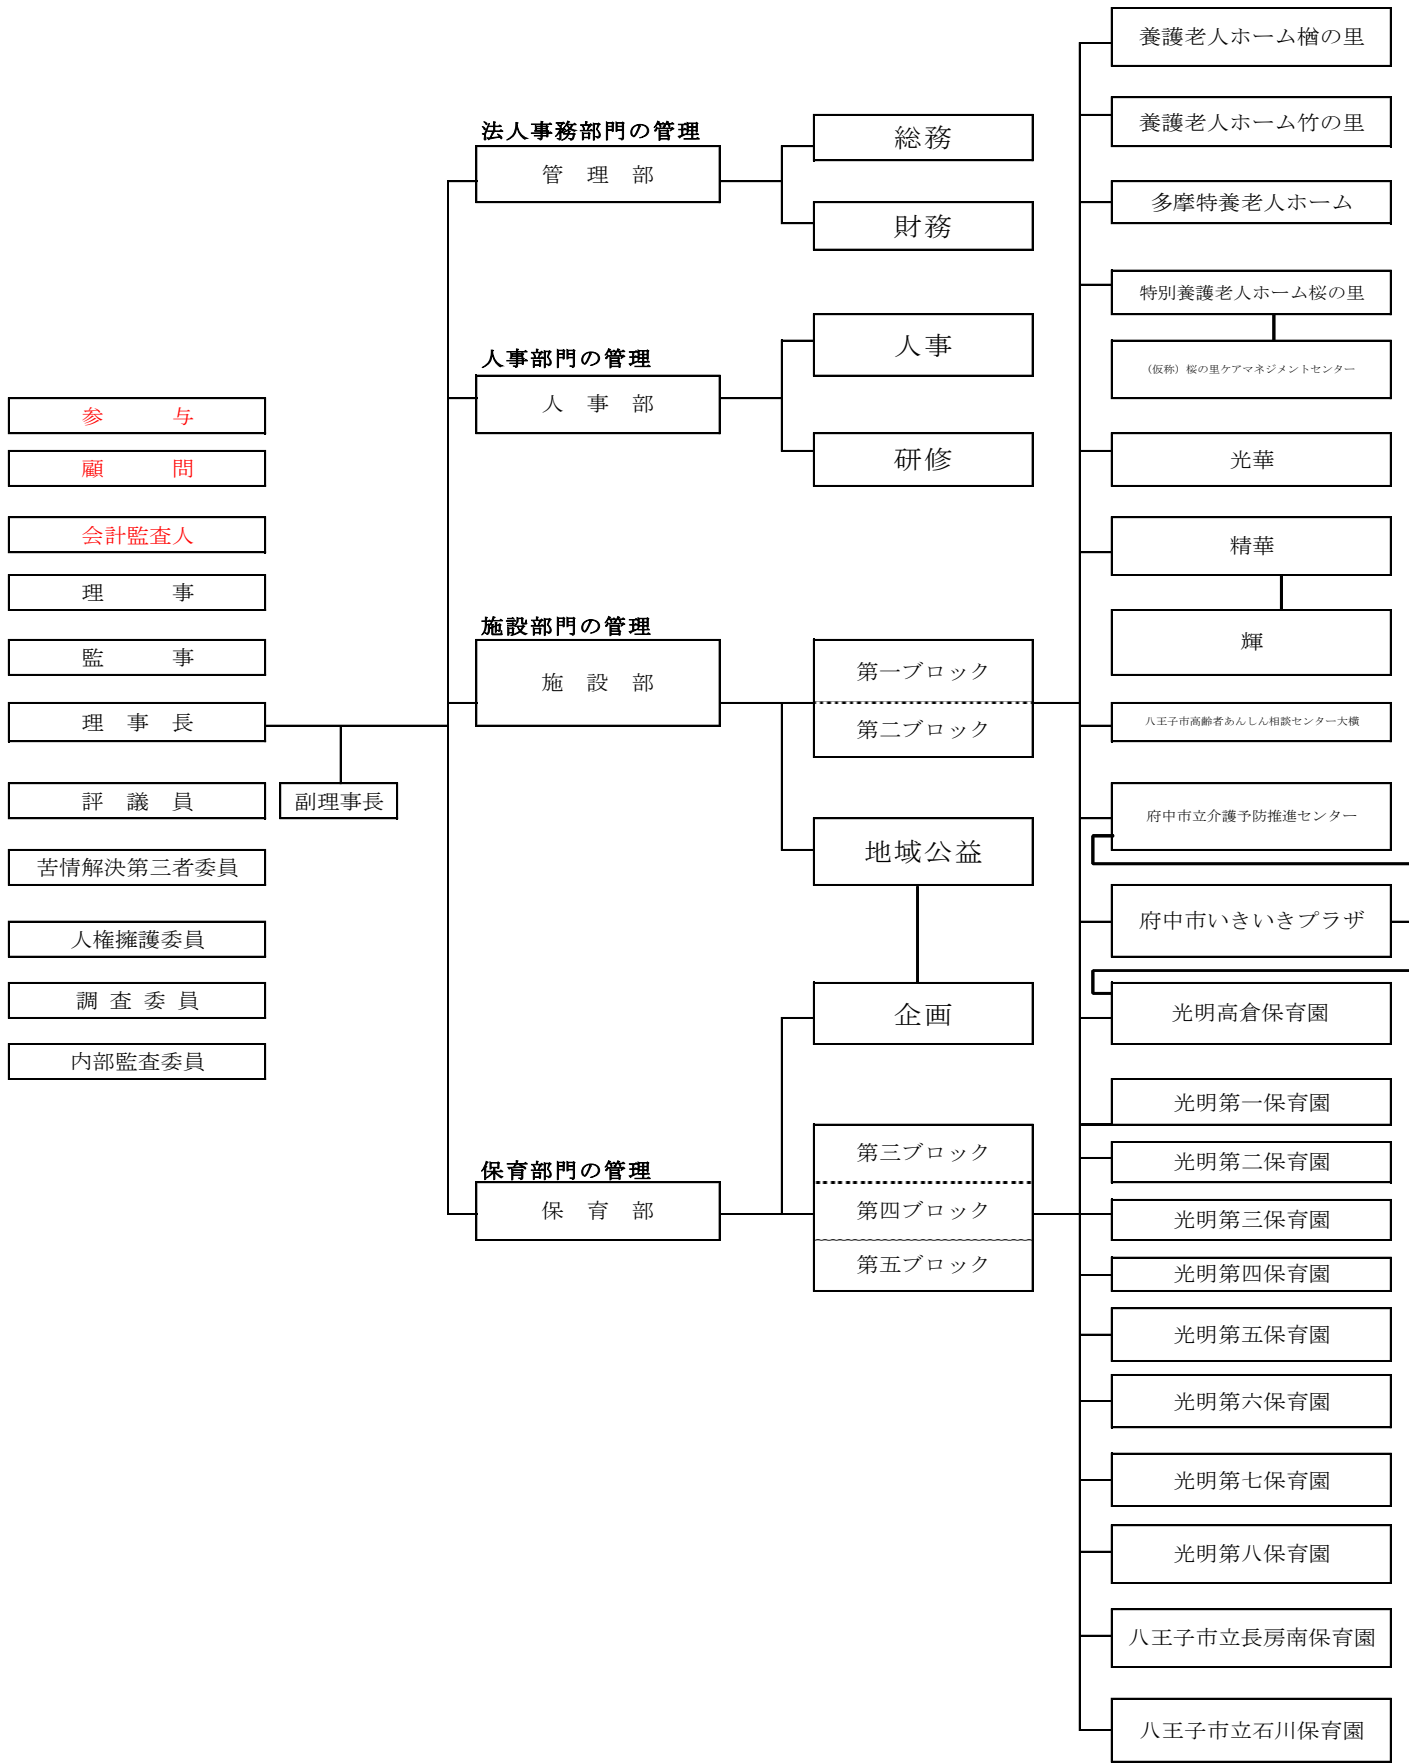 参　　与
顧　　問
会計監査人
理　　事
監　　事
理　事　長
評　議　員
苦情解決第三者委員
人権擁護委員
調 査 委 員
内部監査委員
副理事長
法人事務部門の管理
管　理　部
人事部門の管理
人　事　部
施設部門の管理
施　設　部
保育部門の管理
保　育　部
総務
財務
人事
研修
第一ブロック
第二ブロック
地域公益
企画
第三ブロック
第四ブロック
第五ブロック
養護老人ホーム楢の里
養護老人ホーム竹の里
多摩特養老人ホーム
特別養護老人ホーム桜の里
（仮称）桜の里ケアマネジメントセンター
光華
精華
輝
八王子市高齢者あんしん相談センター大横
府中市立介護予防推進センター
府中市いきいきプラザ
光明高倉保育園
光明第一保育園
光明第二保育園
光明第三保育園
光明第四保育園
光明第五保育園
光明第六保育園
光明第七保育園
光明第八保育園
八王子市立長房南保育園
八王子市立石川保育園